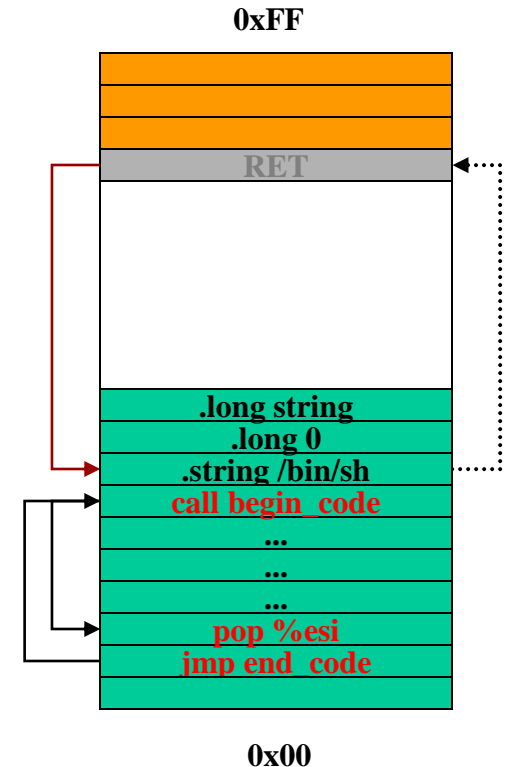 0xFF
RET
.long string
.long 0
.string /bin/sh
call begin_code
...
...
...
pop %esi
jmp end_code
0x00